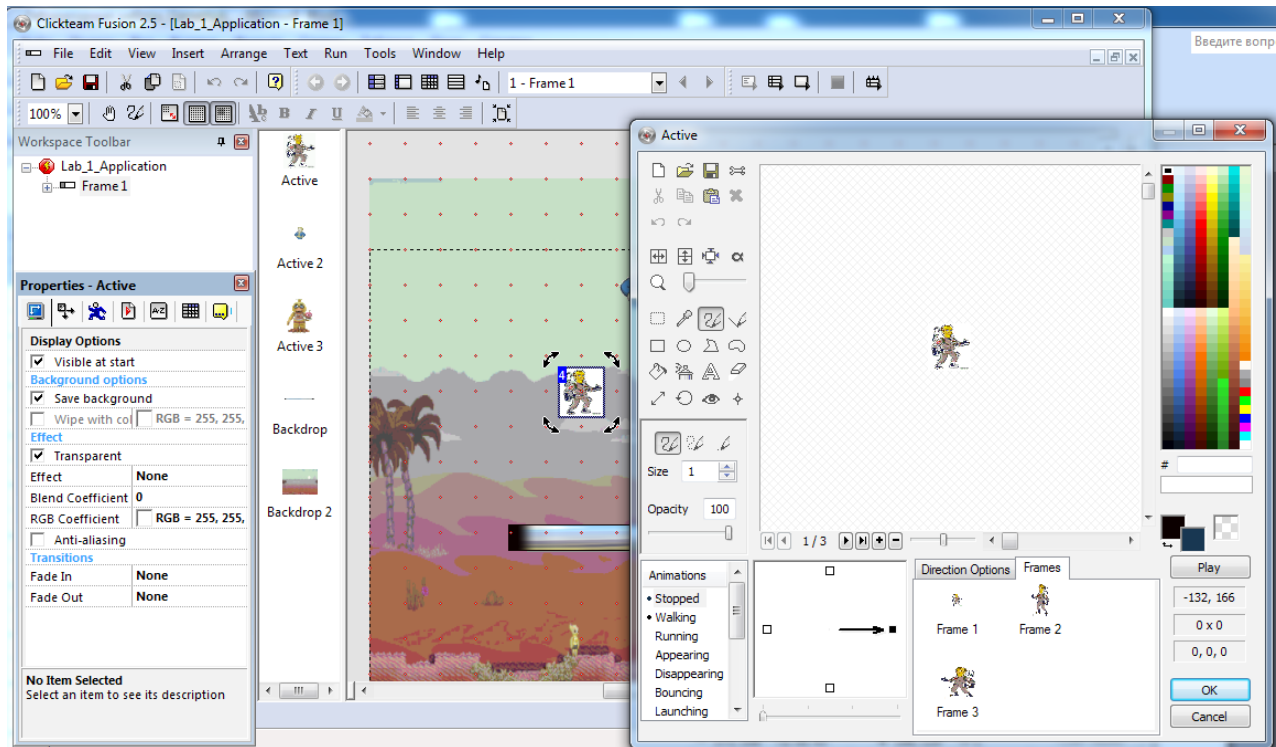 Clickteam Fusion 2.5 - [Lab_1_Application - Frame 1]
Введите вопр
File Edit View Insert Arrange Text Run Tools Window Help
1 - Frame 1
100% B I U
Workspace Toolbar
Lab_1_Application
Frame 1
Properties - Active
Display Options
Visible at start
Background options
Save background
Wipe with col RGB = 255, 255,
Effect
Transparent
Effect None
Blend Coefficient 0
RGB Coefficient RGB = 255, 255,
Anti-aliasing
Transitions
Fade In None
Fade Out None
No Item Selected
Select an item to see its description
Active
Active 2
Active 3
Backdrop
Backdrop 2
4
Active
Size 1
Opacity 100
1 / 3
#
Animations
Stopped
Walking
Running
Appearing
Disappearing
Bouncing
Launching
Direction Options Frames
Frame 1 Frame 2
Frame 3
Play
-132, 166
0 x 0
0, 0, 0
OK
Cancel